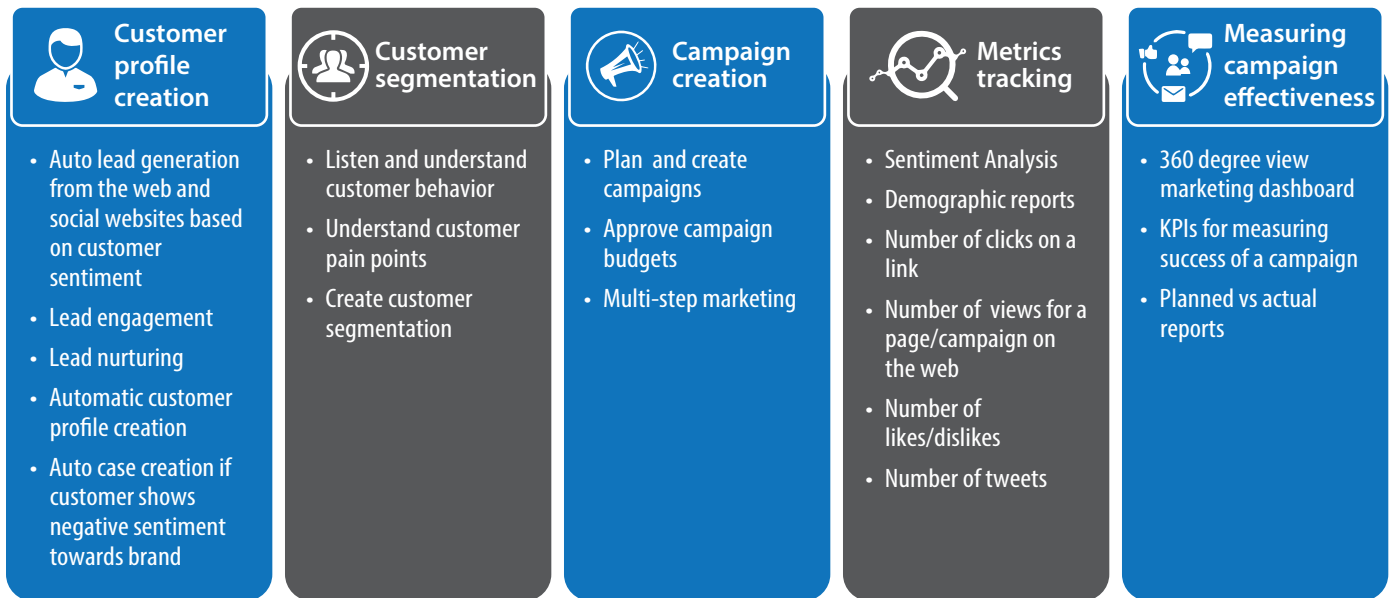 Customer
profile
creation
• Auto lead generation
from the web and
social websites based
on customer
sentiment
• Lead engagement
• Lead nurturing
• Automatic customer
profile creation
• Auto case creation if
customer shows
negative sentiment
towards brand
Customer
segmentation
• Listen and understand
customer behavior
• Understand customer
pain points
• Create customer
segmentation
Campaign
creation
• Plan and create
campaigns
• Approve campaign
budgets
• Multi-step marketing
Metrics
tracking
• Sentiment Analysis
• Demographic reports
• Number of clicks on a
link
• Number of views for a
page/campaign on
the web
• Number of
likes/dislikes
• Number of tweets
Measuring
campaign
effectiveness
• 360 degree view
marketing dashboard
• KPIs for measuring
success of a campaign
• Planned vs actual
reports